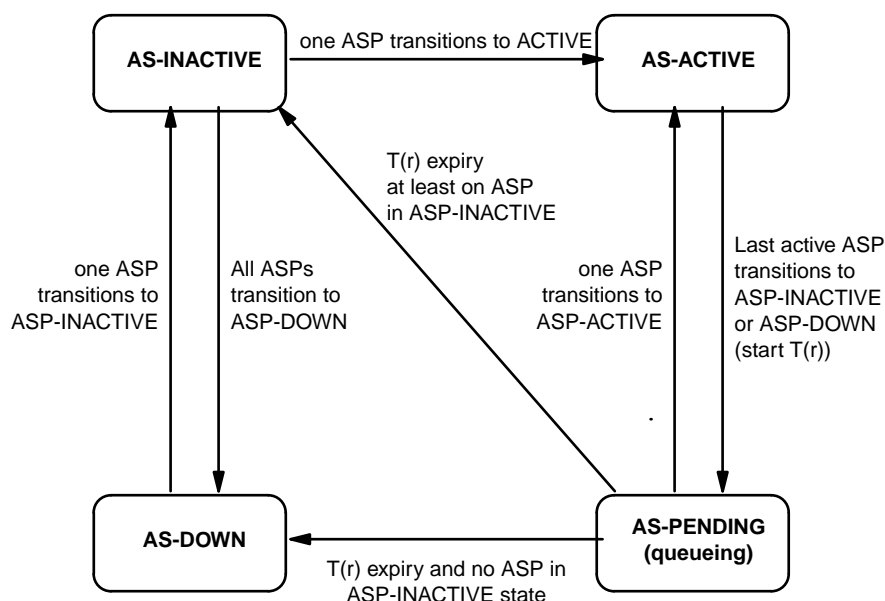 AS-INACTIVE
one ASP transitions to ACTIVE
AS-ACTIVE
T(r) expiry
at least on ASP
in ASP-INACTIVE
one ASP
transitions to
ASP-INACTIVE
All ASPs
transition to
ASP-DOWN
one ASP
transitions to
ASP-ACTIVE
Last active ASP
transitions to
ASP-INACTIVE
or ASP-DOWN
(start T(r))
AS-DOWN
AS-PENDING
(queueing)
T(r) expiry and no ASP in
ASP-INACTIVE state